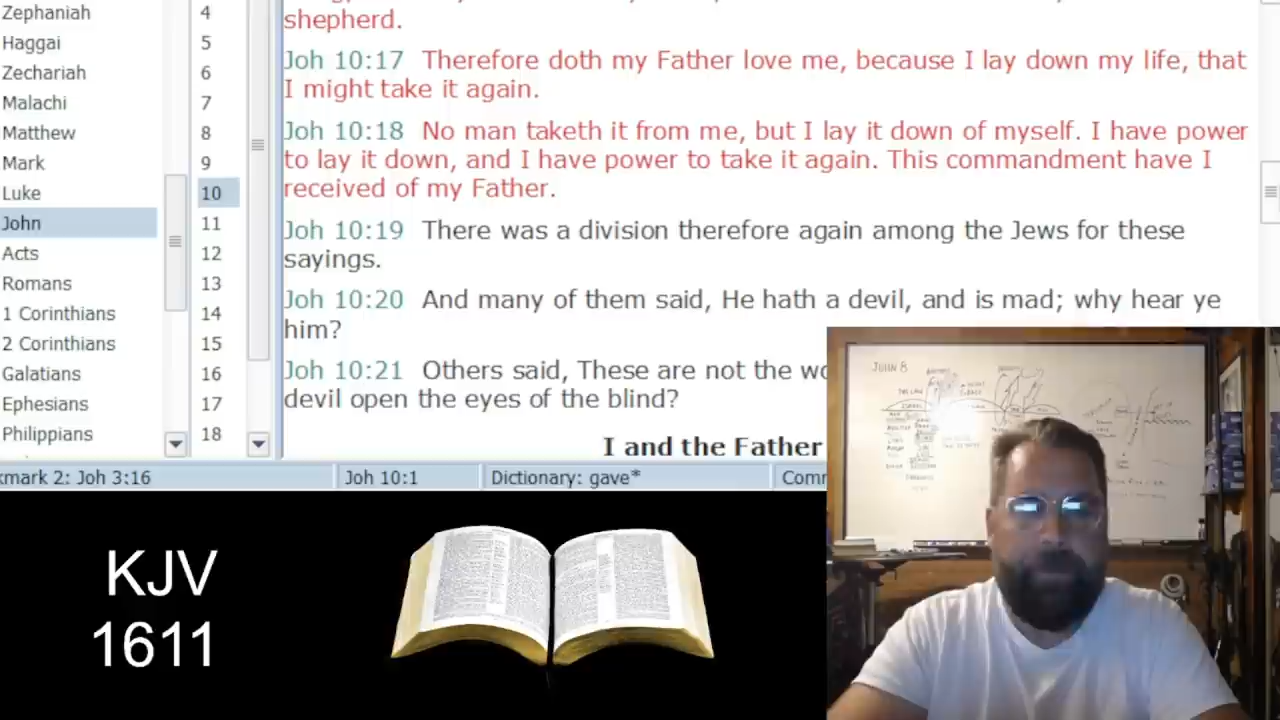 Zephaniah
Haggai
Zechariah
Malachi
Matthew
Mark
Luke
John
Acts
Romans
1 Corinthians
2 Corinthians
Galatians
Ephesians
Philippians
4
5
6
7
8
9
10
11
12
13
14
15
16
17
18
shepherd.
Joh 10:17 Therefore doth my Father love me, because I lay down my life, that
I might take it again.
Joh 10:18 No man taketh it from me, but I lay it down of myself. I have power
to lay it down, and I have power to take it again. This commandment have I
received of my Father.
Joh 10:19 There was a division therefore again among the Jews for these
sayings.
Joh 10:20 And many of them said, He hath a devil, and is mad; why hear ye
him?
Joh 10:21 Others said, These are not the wo
devil open the eyes of the blind?
I and the Father
kmark 2: Joh 3:16
Joh 10:1
Dictionary: gave*
Comm
KJV
1611
JOHN 8